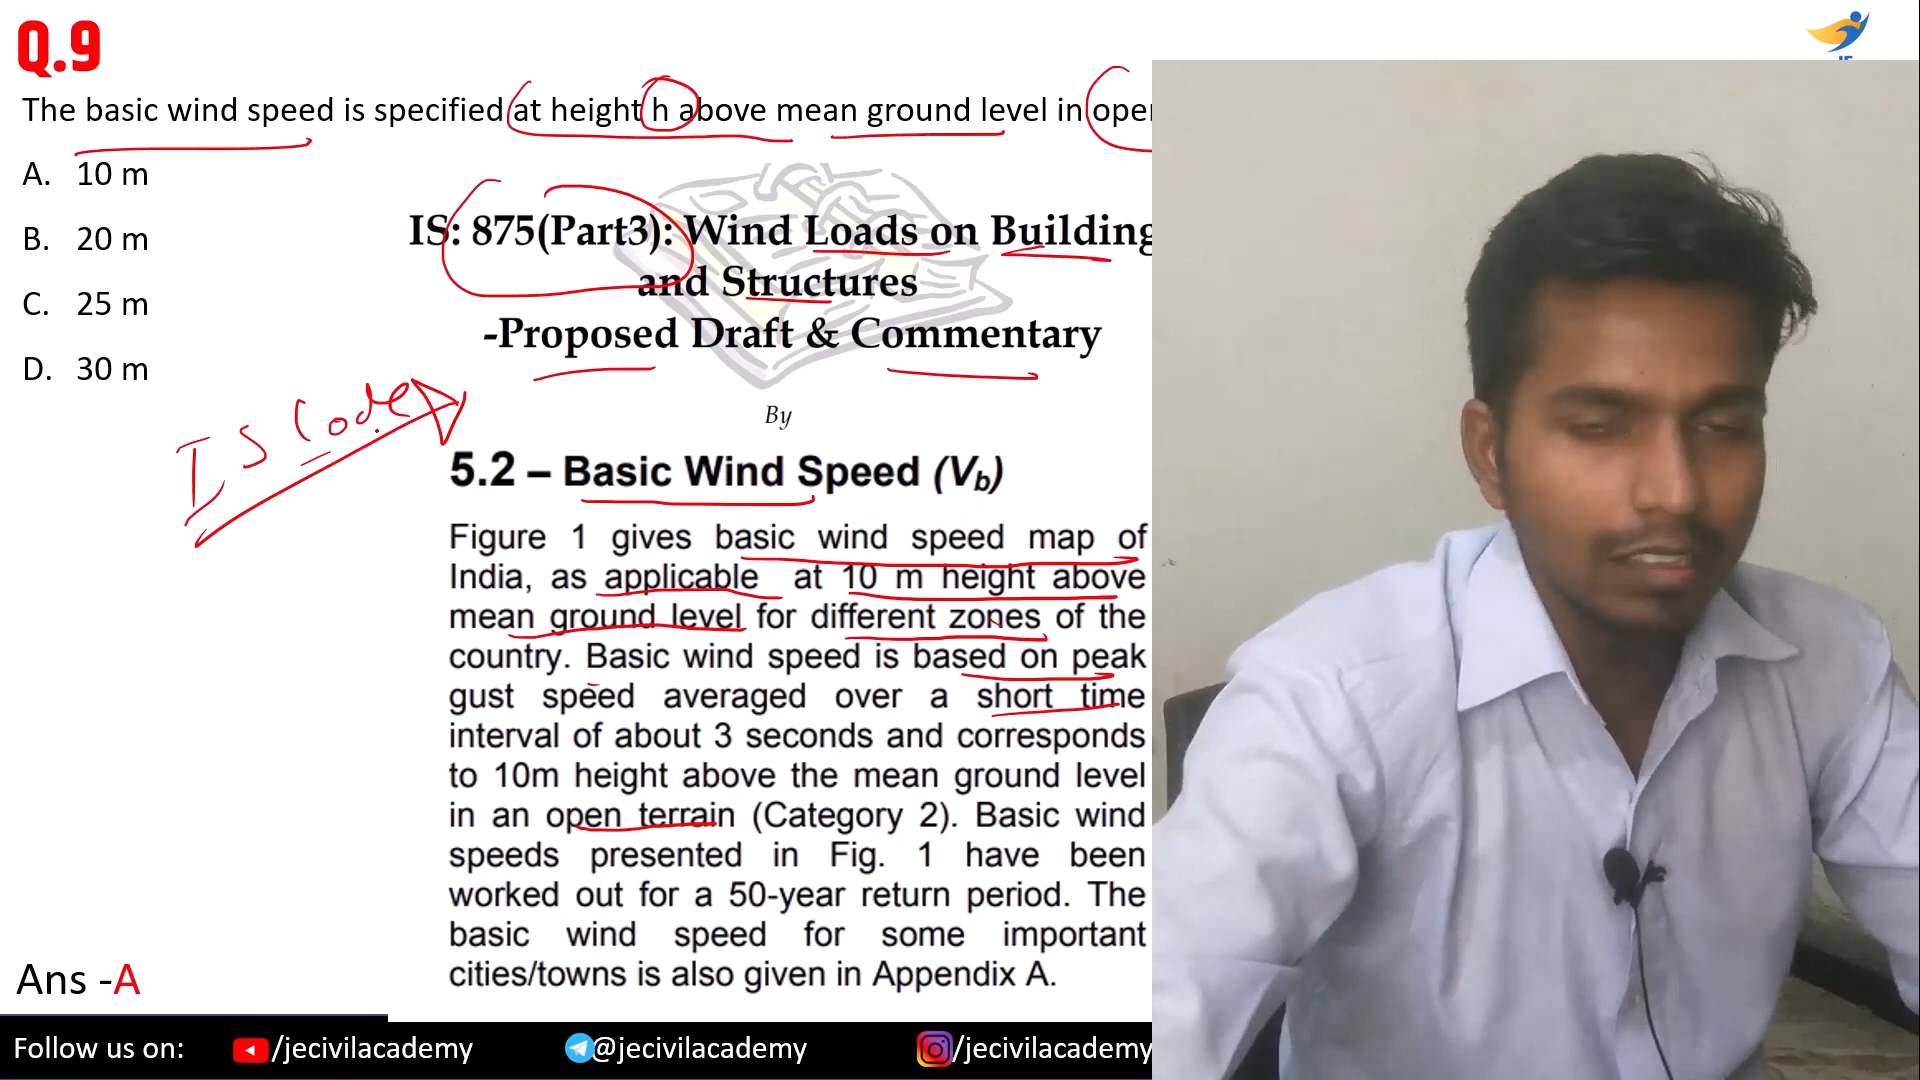 Q.9
The basic wind speed is specified at height h above mean ground level in
A. 10 m
B. 20 m
C. 25 m
D. 30 m
IS: 875(Part3): Wind Loads on Building
and Structures
-Proposed Draft & Commentary
By
IS Code
5.2 – Basic Wind Speed (Vb)
Figure 1 gives basic wind speed map of
India, as applicable at 10 m height above
mean ground level for different zones of the
country. Basic wind speed is based on peak
gust speed averaged over a short time
interval of about 3 seconds and corresponds
to 10m height above the mean ground level
in an open terrain (Category 2). Basic wind
speeds presented in Fig. 1 have been
worked out for a 50-year return period. The
basic wind speed for some important
cities/towns is also given in Appendix A.
Ans -A
Follow us on: /jecivilacademy @jecivilacademy /jecivilacademy